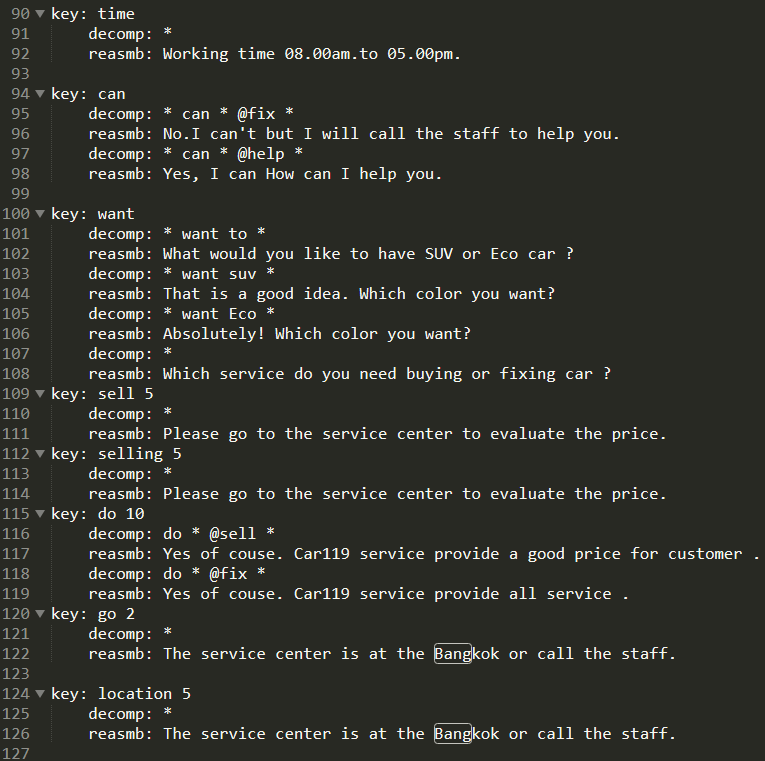 90 key: time
91 decomp: *
92 reasmb: Working time 08.00am.to 05.00pm.
93
94 key: can
95 decomp: * can * @fix *
96 reasmb: No.I can't but I will call the staff to help you.
97 decomp: * can * @help *
98 reasmb: Yes, I can How can I help you.
99
100 key: want
101 decomp: * want to *
102 reasmb: What would you like to have SUV or Eco car ?
103 decomp: * want suv *
104 reasmb: That is a good idea. Which color you want?
105 decomp: * want Eco *
106 reasmb: Absolutely! Which color you want?
107 decomp: *
108 reasmb: Which service do you need buying or fixing car ?
109 key: sell 5
110 decomp: *
111 reasmb: Please go to the service center to evaluate the price.
112 key: selling 5
113 decomp: *
114 reasmb: Please go to the service center to evaluate the price.
115 key: do 10
116 decomp: do * @sell *
117 reasmb: Yes of couse. Car119 service provide a good price for customer .
118 decomp: do * @fix *
119 reasmb: Yes of couse. Car119 service provide all service .
120 key: go 2
121 decomp: *
122 reasmb: The service center is at the Bangkok or call the staff.
123
124 key: location 5
125 decomp: *
126 reasmb: The service center is at the Bangkok or call the staff.
127